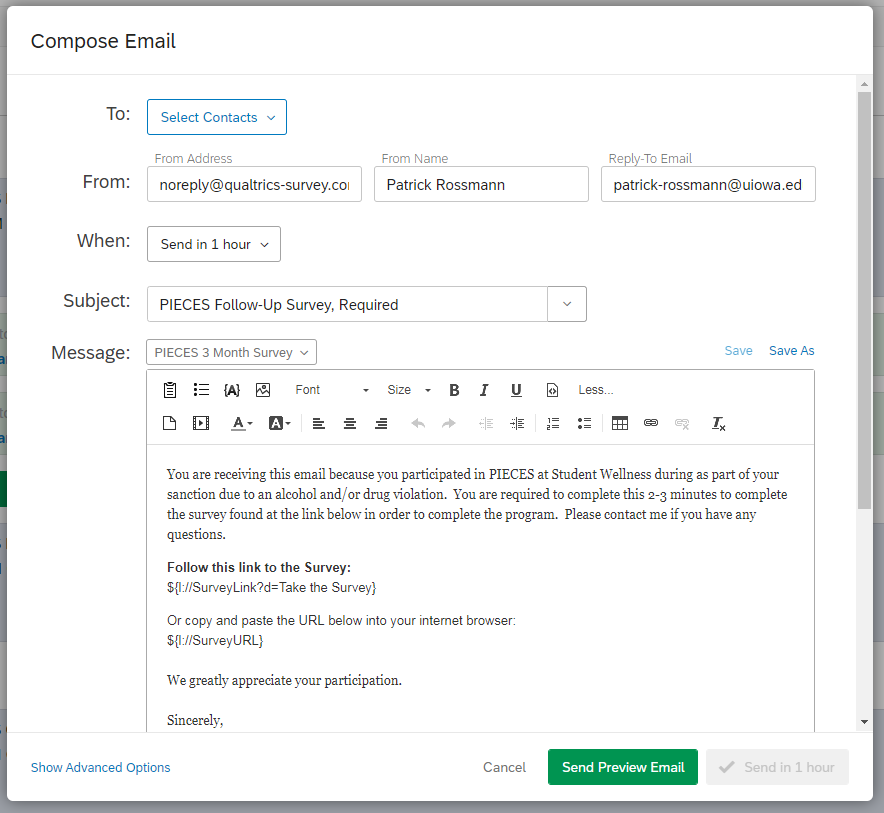 Compose Email
To:
Select Contacts
From Address
From Name
Reply-To Email
From:
noreply@qualtrics-survey.co
Patrick Rossmann
patrick-rossmann@uiowa.ed
When:
Send in 1 hour
Subject:
PIECES Follow-Up Survey, Required
Message:
PIECES 3 Month Survey
Save
Save As
{A}
Font
Size
B
I
U
Less...
A
A
You are receiving this email because you participated in PIECES at Student Wellness during as part of your
sanction due to an alcohol and/or drug violation.  You are required to complete this 2-3 minutes to complete
the survey found at the link below in order to complete the program.  Please contact me if you have any
questions.
Follow this link to the Survey:
${l://SurveyLink?d=Take the Survey}
Or copy and paste the URL below into your internet browser:
${l://SurveyURL}
We greatly appreciate your participation.
Sincerely,
Show Advanced Options
Cancel
Send Preview Email
Send in 1 hour